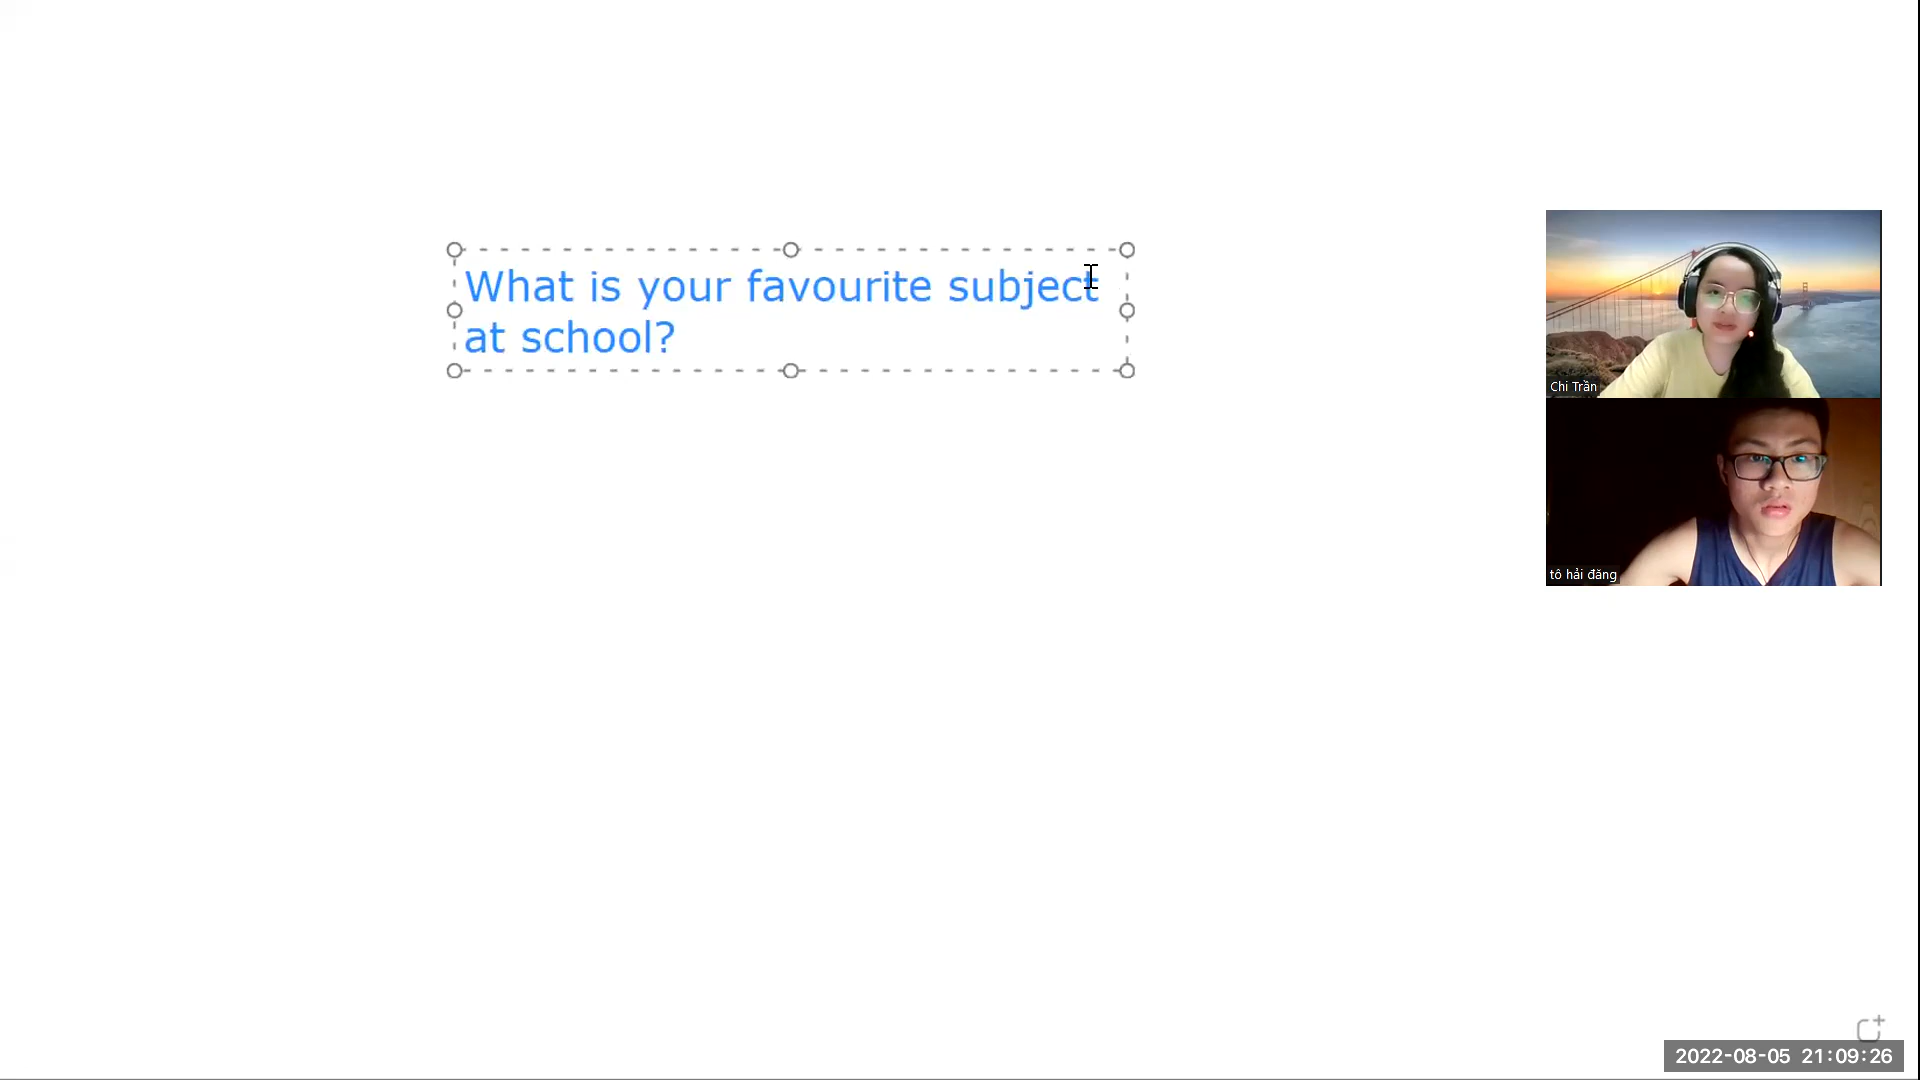 What is your favourite subject
at school?
Chi Trần
tô hải đăng
2022-08-05 21:09:26